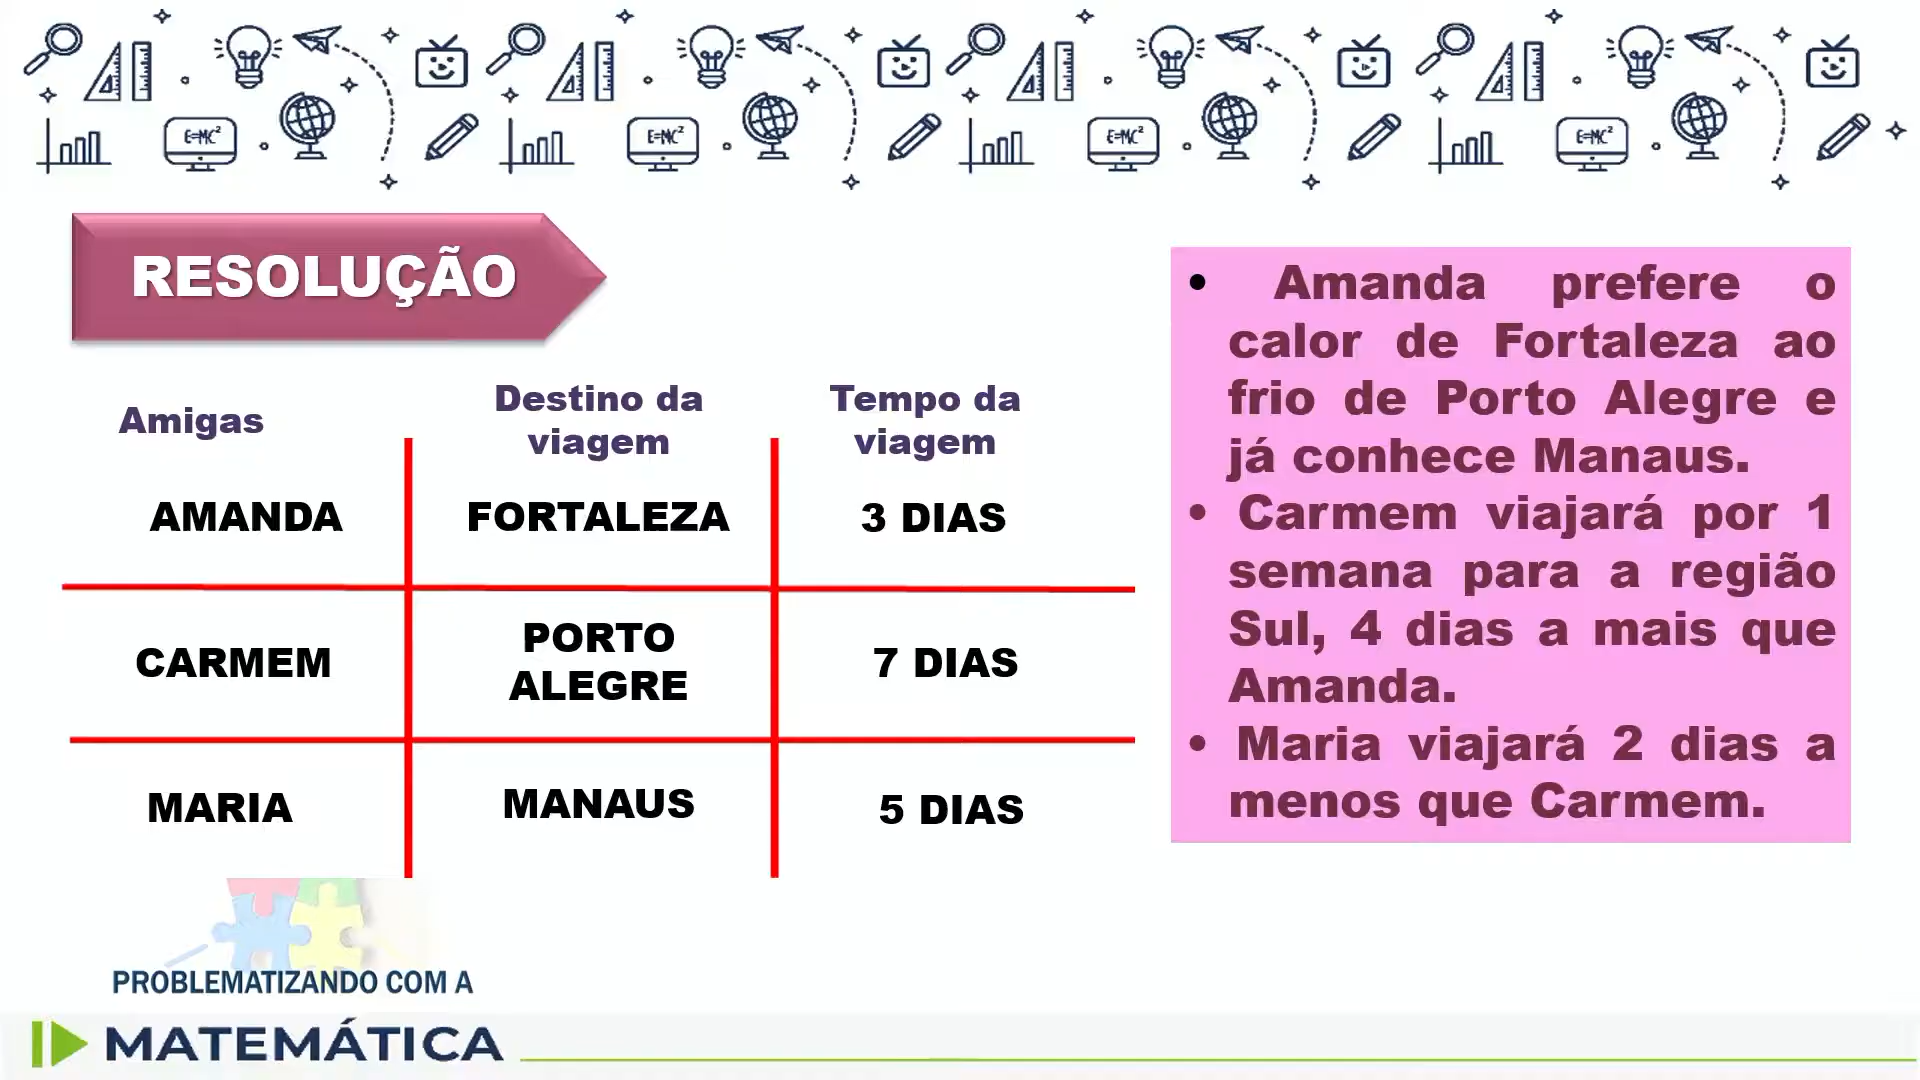 E=MC²
E=MC²
E=MC²
E=MC²
RESOLUÇÃO
Amigas
Destino da
viagem
Tempo da
viagem
AMANDA
FORTALEZA
3 DIAS
CARMEM
PORTO
ALEGRE
7 DIAS
MARIA
MANAUS
5 DIAS
• Amanda prefere o
calor de Fortaleza ao
frio de Porto Alegre e
já conhece Manaus.
• Carmem viajará por 1
semana para a região
Sul, 4 dias a mais que
Amanda.
• Maria viajará 2 dias a
menos que Carmem.
PROBLEMATIZANDO COM A
MATEMÁTICA